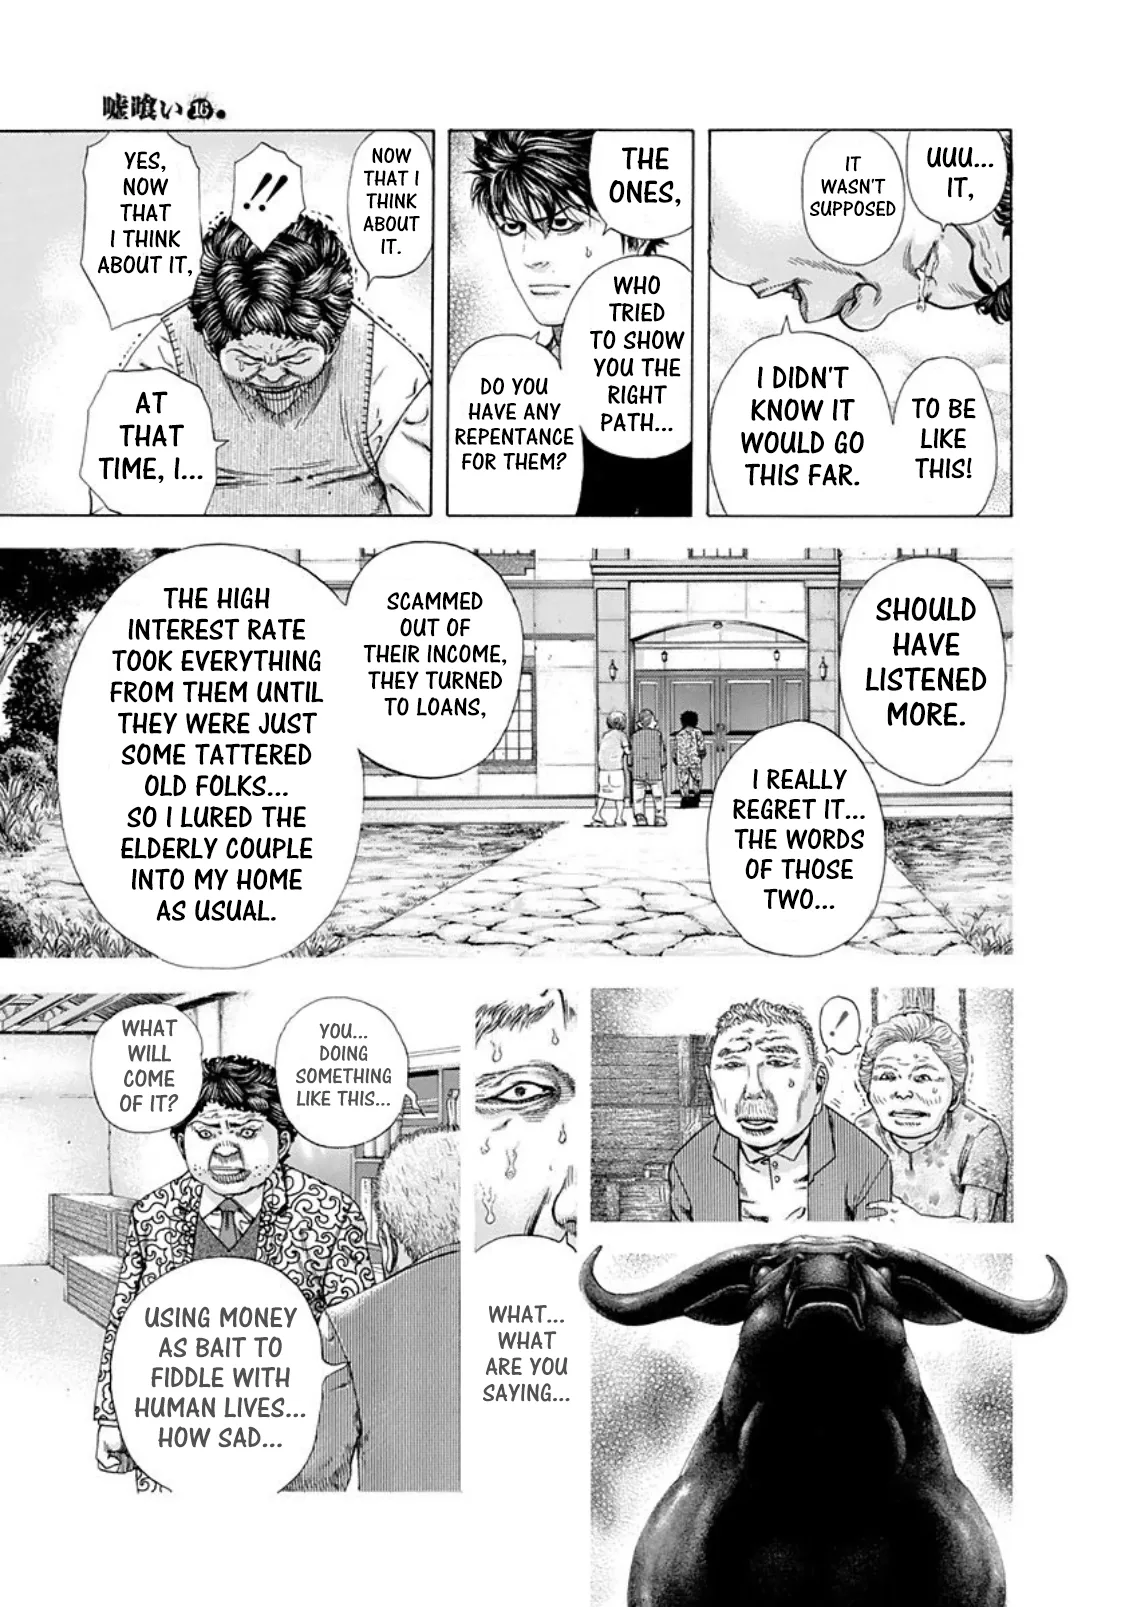 嘘喰い 16
UUU...
IT,
IT
WASN'T
SUPPOSED
TO BE
LIKE
THIS!
I DIDN'T
KNOW IT
WOULD GO
THIS FAR.
THE
ONES,
WHO
TRIED
TO SHOW
YOU THE
RIGHT
PATH...
DO YOU
HAVE ANY
REPENTANCE
FOR THEM?
!!
NOW
THAT I
THINK
ABOUT
IT.
YES,
NOW
THAT
I THINK
ABOUT IT,
AT
THAT
TIME, I...
SHOULD
HAVE
LISTENED
MORE.
I REALLY
REGRET IT...
THE WORDS
OF THOSE
TWO...
SCAMMED
OUT OF
THEIR INCOME,
THEY TURNED
TO LOANS,
THE HIGH
INTEREST RATE
TOOK EVERYTHING
FROM THEM UNTIL
THEY WERE JUST
SOME TATTERED
OLD FOLKS...
SO I LURED THE
ELDERLY COUPLE
INTO MY HOME
AS USUAL.
!
WHAT...
WHAT
ARE YOU
SAYING...
YOU...
DOING
SOMETHING
LIKE THIS...
WHAT
WILL
COME
OF IT?
USING MONEY
AS BAIT TO
FIDDLE WITH
HUMAN LIVES...
HOW SAD...